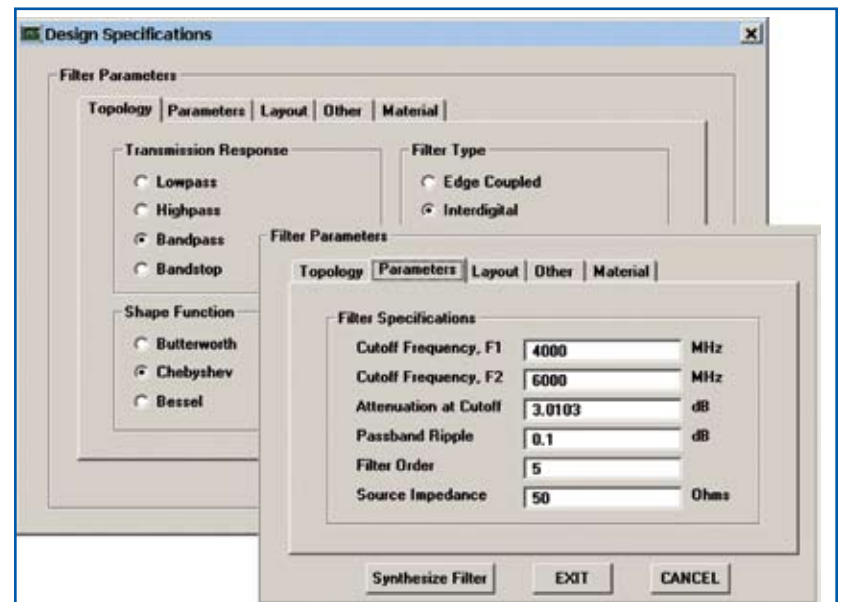 Design Specifications
Filter Parameters
Topology Parameters Layout Other Material
Transmission Response
Lowpass
Highpass
Bandpass
Bandstop
Filter Type
Edge Coupled
Interdigital
Shape Function
Butterworth
Chebyshev
Bessel
Filter Parameters
Topology Parameters Layout Other Material
Filter Specifications
Cutoff Frequency, F1 4000 MHz
Cutoff Frequency, F2 6000 MHz
Attenuation at Cutoff 3.0103 dB
Passband Ripple 0.1 dB
Filter Order 5
Source Impedance 50 Ohms
Synthesize Filter EXIT CANCEL